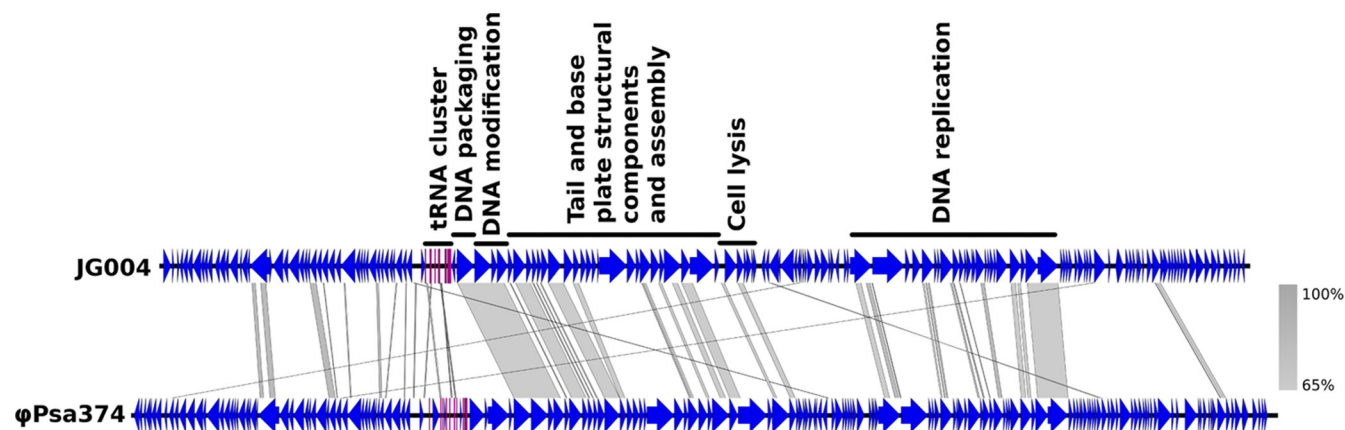 tRNA cluster
DNA packaging
DNA modification
Tail and base
plate structural
components
and assembly
Cell lysis
DNA replication
JG004
100%
65%
φPsa374